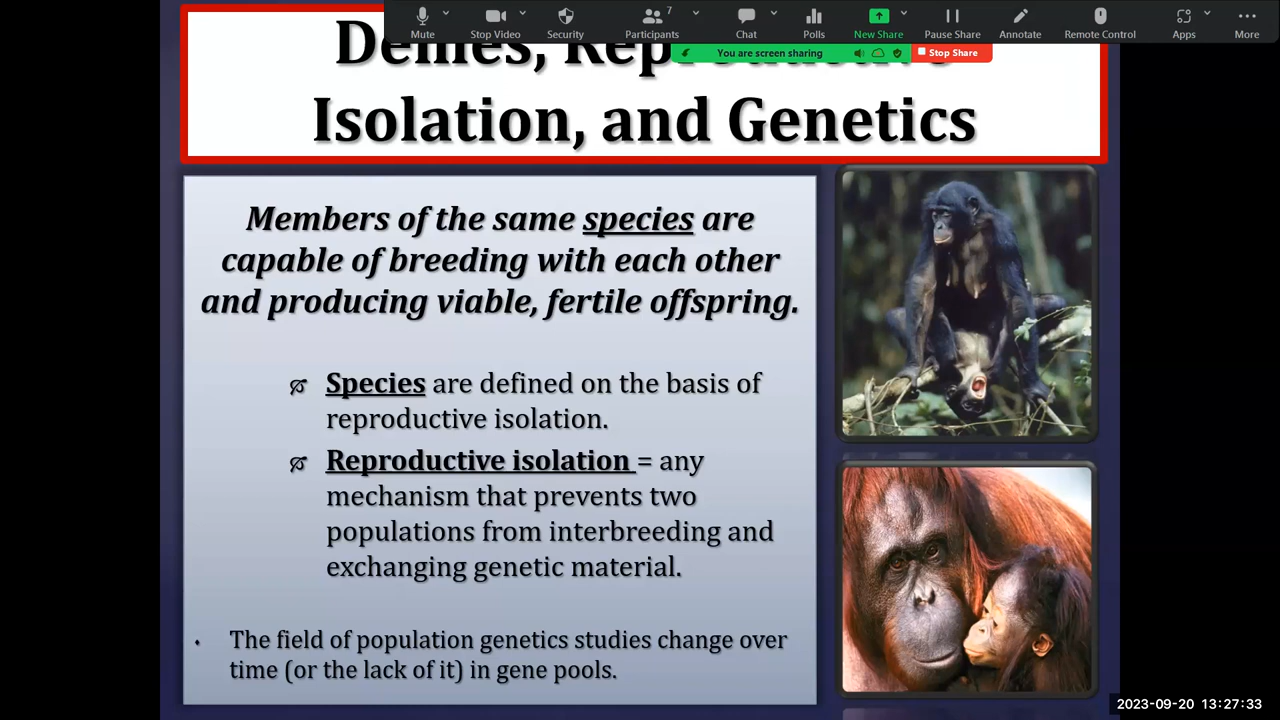 7
Mute
Stop Video
Security
Participants
Chat
Polls
New Share
Pause Share
Annotate
Remote Control
Apps
More
You are screen sharing
Stop Share
Isolation, and Genetics
Members of the same species are
capable of breeding with each other
and producing viable, fertile offspring.
Species are defined on the basis of
reproductive isolation.
Reproductive isolation = any
mechanism that prevents two
populations from interbreeding and
exchanging genetic material.
The field of population genetics studies change over
time (or the lack of it) in gene pools.
2023-09-20 13:27:33